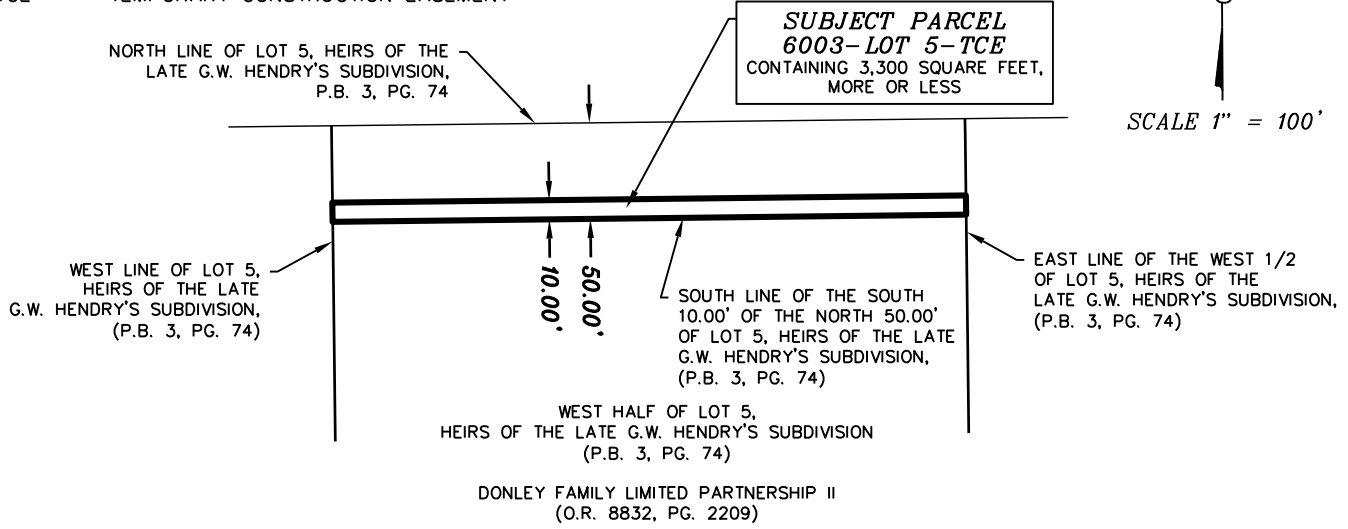 TEMPORARY CONSTRUCTION EASEMENT
SUBJECT PARCEL
6003-LOT 5-TCE
CONTAINING 3,300 SQUARE FEET,
MORE OR LESS
NORTH LINE OF LOT 5, HEIRS OF THE
LATE G.W. HENDRY'S SUBDIVISION,
P.B. 3, PG. 74
SCALE 1" = 100'
WEST LINE OF LOT 5,
HEIRS OF THE LATE
G.W. HENDRY'S SUBDIVISION,
(P.B. 3, PG. 74)
10.00'
50.00'
SOUTH LINE OF THE SOUTH
10.00' OF THE NORTH 50.00'
OF LOT 5, HEIRS OF THE LATE
G.W. HENDRY'S SUBDIVISION,
(P.B. 3, PG. 74)
EAST LINE OF THE WEST 1/2
OF LOT 5, HEIRS OF THE
LATE G.W. HENDRY'S SUBDIVISION,
(P.B. 3, PG. 74)
WEST HALF OF LOT 5,
HEIRS OF THE LATE G.W. HENDRY'S SUBDIVISION
(P.B. 3, PG. 74)
DONLEY FAMILY LIMITED PARTNERSHIP II
(O.R. 8832, PG. 2209)